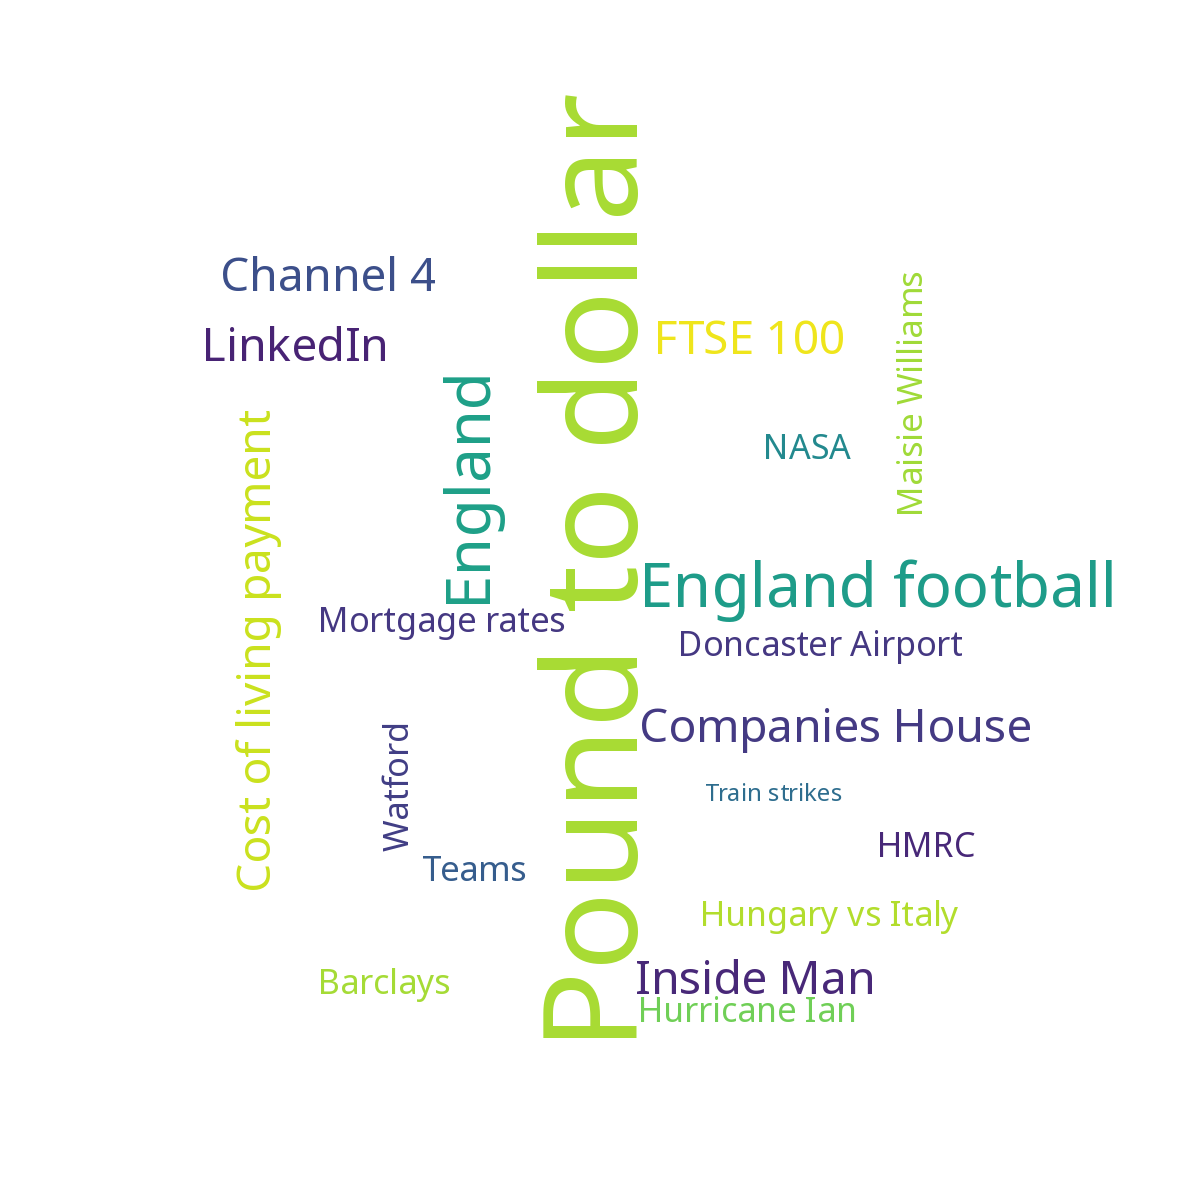 Pound to dollar
Channel 4
LinkedIn
FTSE 100
Maisie Williams
England
Cost of living payment
NASA
England football
Mortgage rates
Doncaster Airport
Companies House
Watford
Train strikes
HMRC
Teams
Hungary vs Italy
Barclays
Inside Man
Hurricane Ian